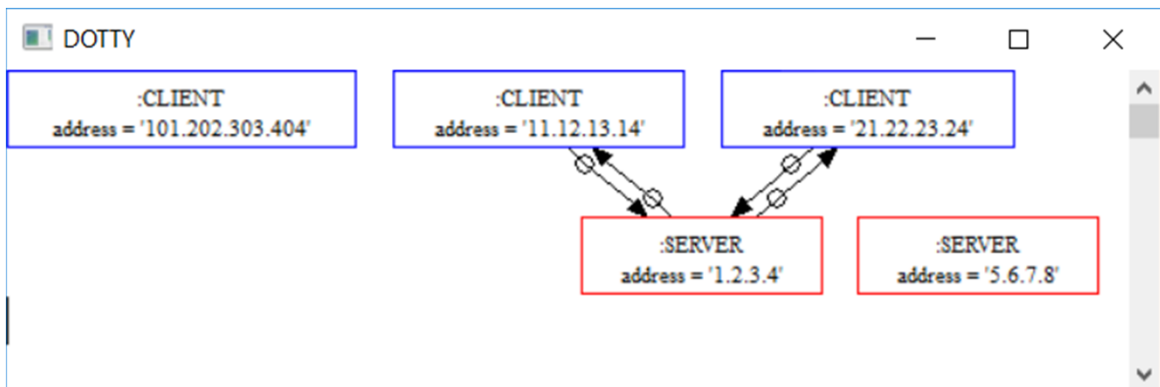 DOTTY
:CLIENT
address = '101.202.303.404'
:CLIENT
address = '11.12.13.14'
:CLIENT
address = '21.22.23.24'
:SERVER
address = '1.2.3.4'
:SERVER
address = '5.6.7.8'